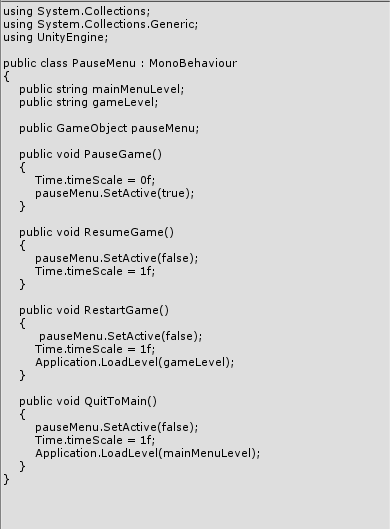 using System.Collections;
using System.Collections.Generic;
using UnityEngine;

public class PauseMenu : MonoBehaviour
{
    public string mainMenuLevel;
    public string gameLevel;

    public GameObject pauseMenu;

    public void PauseGame()
    {
        Time.timeScale = 0f;
        pauseMenu.SetActive(true);
    }

    public void ResumeGame()
    {
        pauseMenu.SetActive(false);
        Time.timeScale = 1f;
    }

    public void RestartGame()
    {
         pauseMenu.SetActive(false);
        Time.timeScale = 1f;
        Application.LoadLevel(gameLevel);
    }

    public void QuitToMain()
    {
        pauseMenu.SetActive(false);
        Time.timeScale = 1f;
        Application.LoadLevel(mainMenuLevel);
    }
}